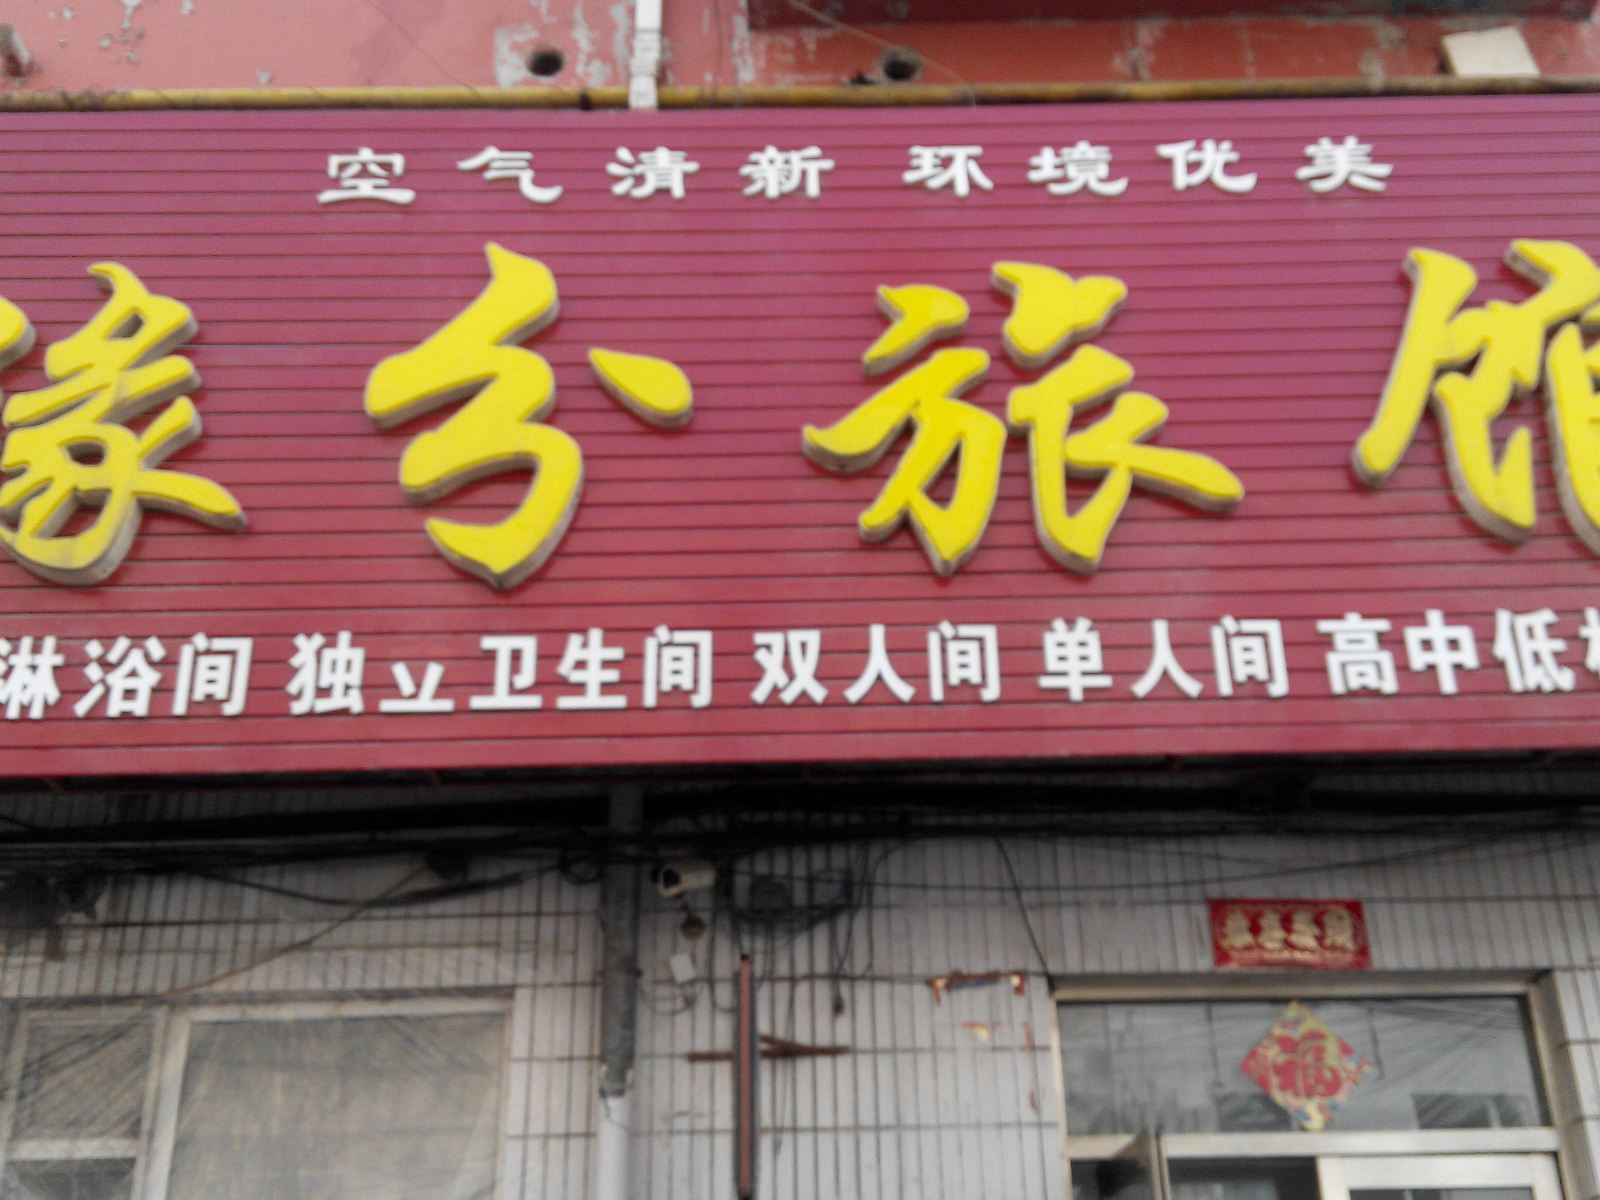 空气清新 环境优美
缘分旅馆
淋浴间 独立卫生间 双人间 单人间 高中低
福